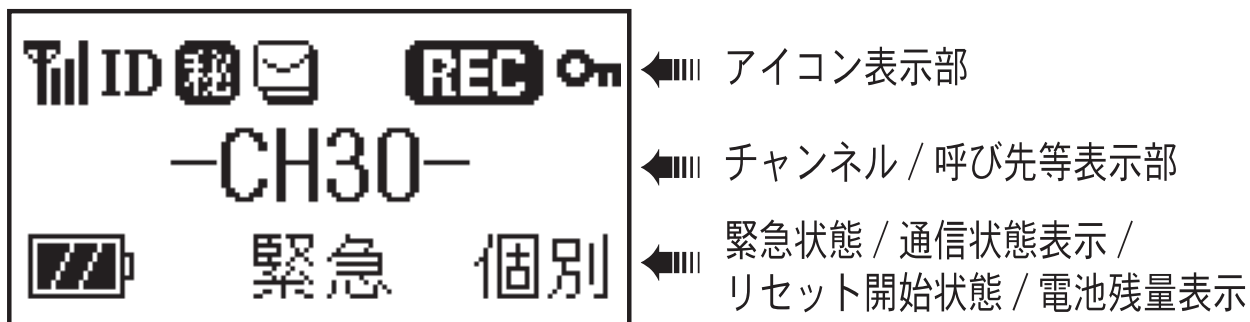 ID 秘 REC
アイコン表示部
−CH30−
チャンネル / 呼び先等表示部
緊急 個別
緊急状態 / 通信状態表示 /
リセット開始状態 / 電池残量表示